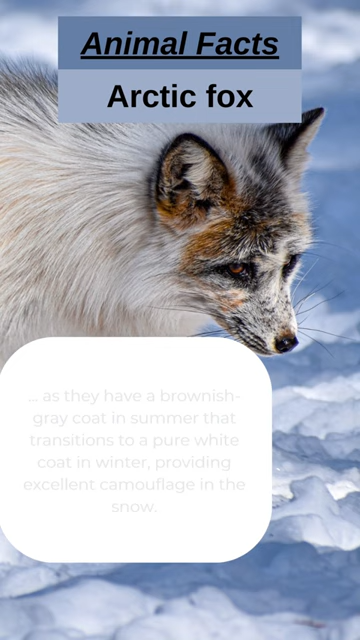 Animal Facts
Arctic fox
... as they have a brownish-
gray coat in summer that
transitions to a pure white
coat in winter, providing
excellent camouflage in the
snow.